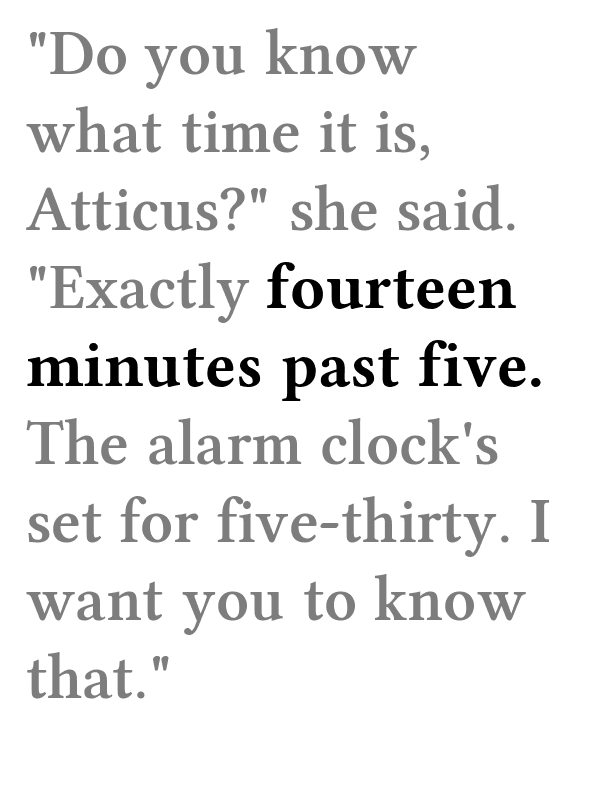 "Do you know
what time it is,
Atticus?" she said.
"Exactly fourteen
minutes past five.
The alarm clock's
set for five-thirty. I
want you to know
that."